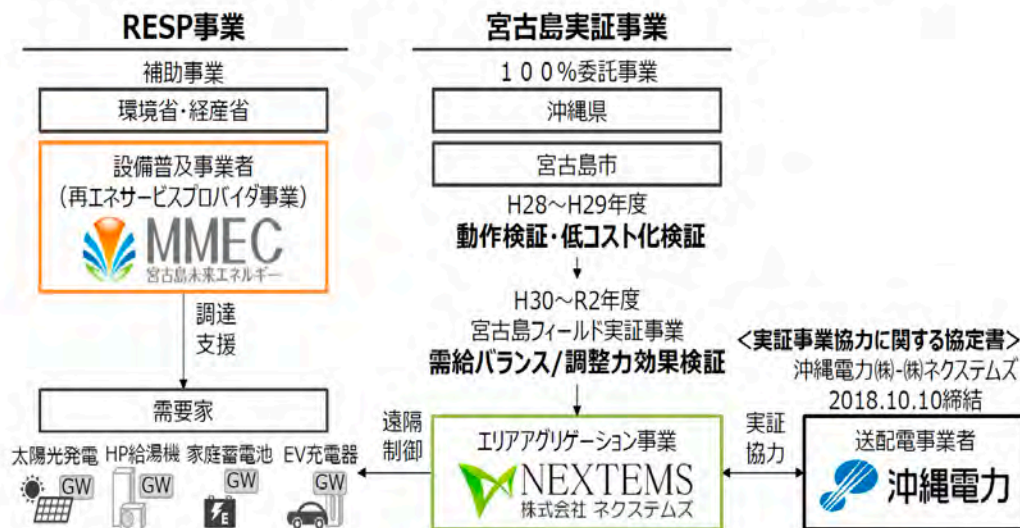 RESP事業
補助事業
環境省・経産省
設備普及事業者
(再エネサービスプロバイダ事業)
MMEC
宮古島未来エネルギー
調達
支援
需要家
太陽光発電 HP給湯機 家庭蓄電池 EV充電器
GW GW GW GW
E
宮古島実証事業
100%委託事業
沖縄県
宮古島市
H28~H29年度
動作検証・低コスト化検証
H30~R2年度
宮古島フィールド実証事業
需給バランス/調整力効果検証
遠隔
制御
エリアアグリゲーション事業
NEXTEMS
株式会社 ネクステムズ
実証
協力
<実証事業協力に関する協定書>
沖縄電力㈱-㈱ネクステムズ
2018.10.10締結
送配電事業者
沖縄電力